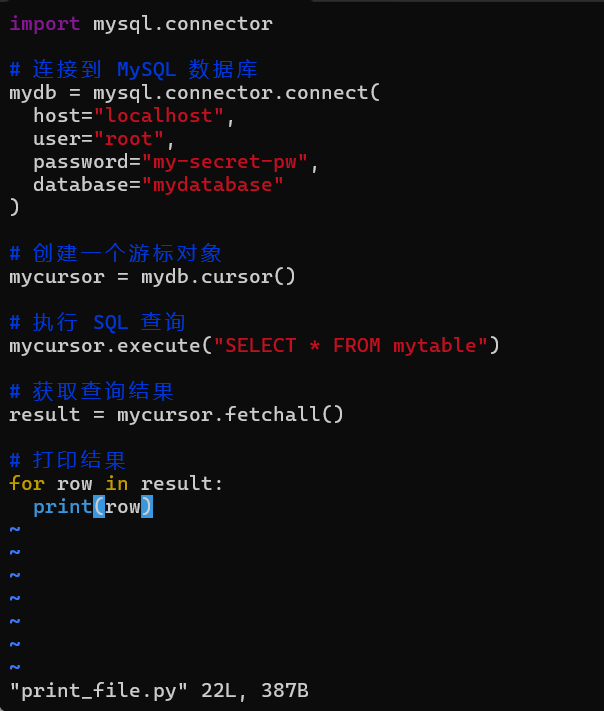 import mysql.connector
# 连接到 MySQL 数据库
mydb = mysql.connector.connect(
  host="localhost",
  user="root",
  password="my-secret-pw",
  database="mydatabase"
)
# 创建一个游标对象
mycursor = mydb.cursor()
# 执行 SQL 查询
mycursor.execute("SELECT * FROM mytable")
# 获取查询结果
result = mycursor.fetchall()
# 打印结果
for row in result:
  print(row)
~
~
~
~
~
~
~
"print_file.py" 22L, 387B